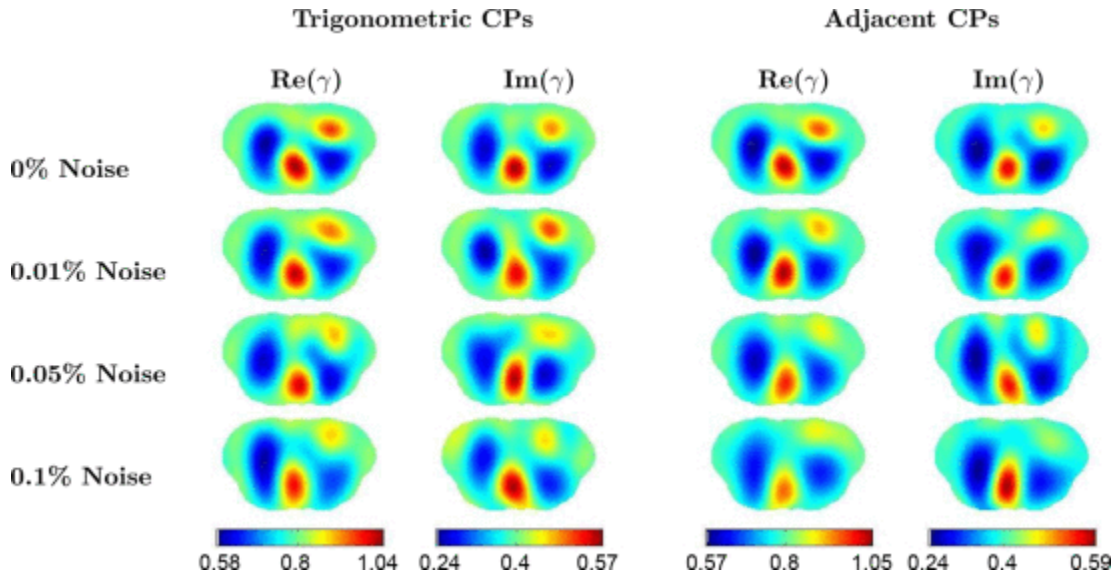 Trigonometric CPs Adjacent CPs
Re(γ) Im(γ) Re(γ) Im(γ)
0% Noise
0.01% Noise
0.05% Noise
0.1% Noise
0.58 0.8 1.04 0.24 0.4 0.57 0.57 0.8 1.05 0.24 0.4 0.59